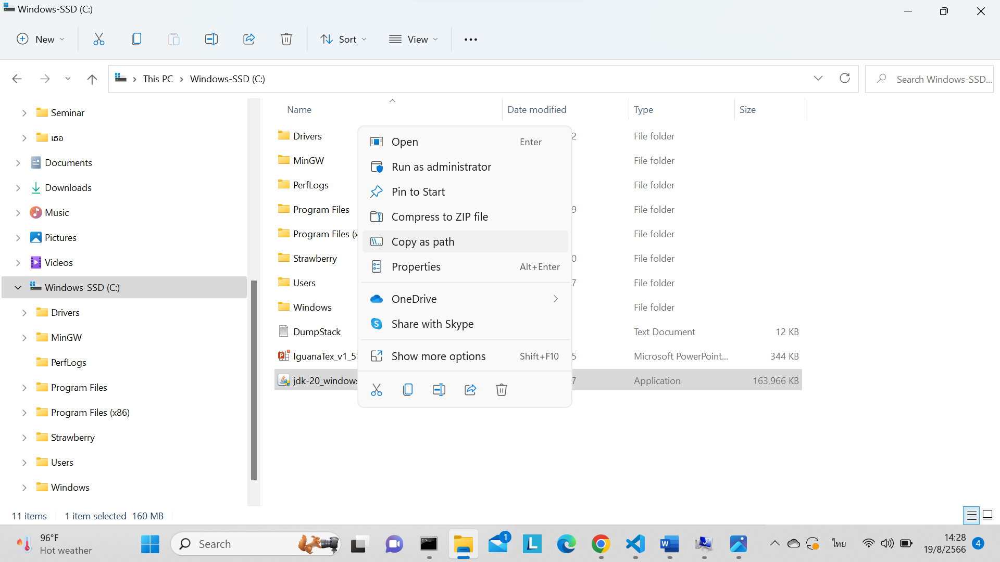 Windows-SSD (C:)
New
Sort
View
This PC
Windows-SSD (C:)
Search Windows-SSD...
Seminar
เธอ
Documents
Downloads
Music
Pictures
Videos
Windows-SSD (C:)
Drivers
MinGW
PerfLogs
Program Files
Program Files (x86)
Strawberry
Users
Windows
Name Date modified Type Size
Drivers 2 File folder
MinGW File folder
PerfLogs File folder
Program Files 9 File folder
Program Files (x File folder
Strawberry 0 File folder
Users 7 File folder
Windows File folder
DumpStack Text Document 12 KB
IguanaTex_v1_58 5 Microsoft PowerPoint... 344 KB
jdk-20_windows 7 Application 163,966 KB
Open Enter
Run as administrator
Pin to Start
Compress to ZIP file
Copy as path
Properties Alt+Enter
OneDrive
Share with Skype
Show more options Shift+F10
11 items 1 item selected 160 MB
96°F
Hot weather
Search
1
ไทย
14:28
19/8/2566
4